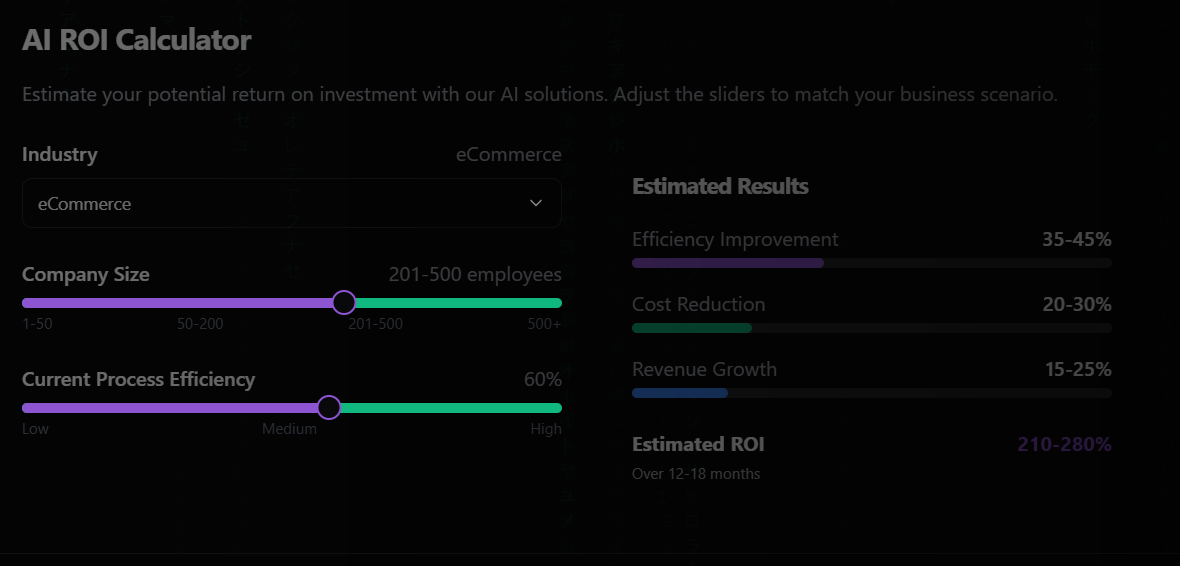 AI ROI Calculator
Estimate your potential return on investment with our AI solutions. Adjust the sliders to match your business scenario.
Industry
eCommerce
eCommerce
Company Size
201-500 employees
1-50
50-200
201-500
500+
Current Process Efficiency
60%
Low
Medium
High
Estimated Results
Efficiency Improvement
35-45%
Cost Reduction
20-30%
Revenue Growth
15-25%
Estimated ROI
210-280%
Over 12-18 months